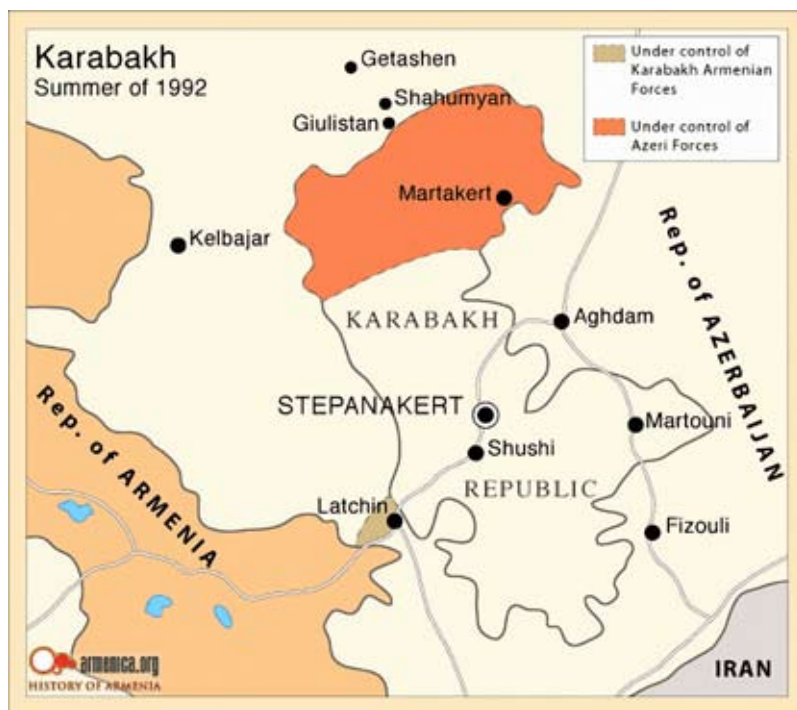 Karabakh
Summer of 1992
Under control of
Karabakh Armenian
Forces
Under control of
Azeri Forces
Getashen
Shahumyan
Giulistan
Martakert
Kelbajar
Rep. of AZERBAIJAN
KARABAKH
Aghdam
STEPANAKERT
Martouni
Shushi
REPUBLIC
Rep. of ARMENIA
Latchin
Fizouli
armenica.org
HISTORY OF ARMENIA
IRAN